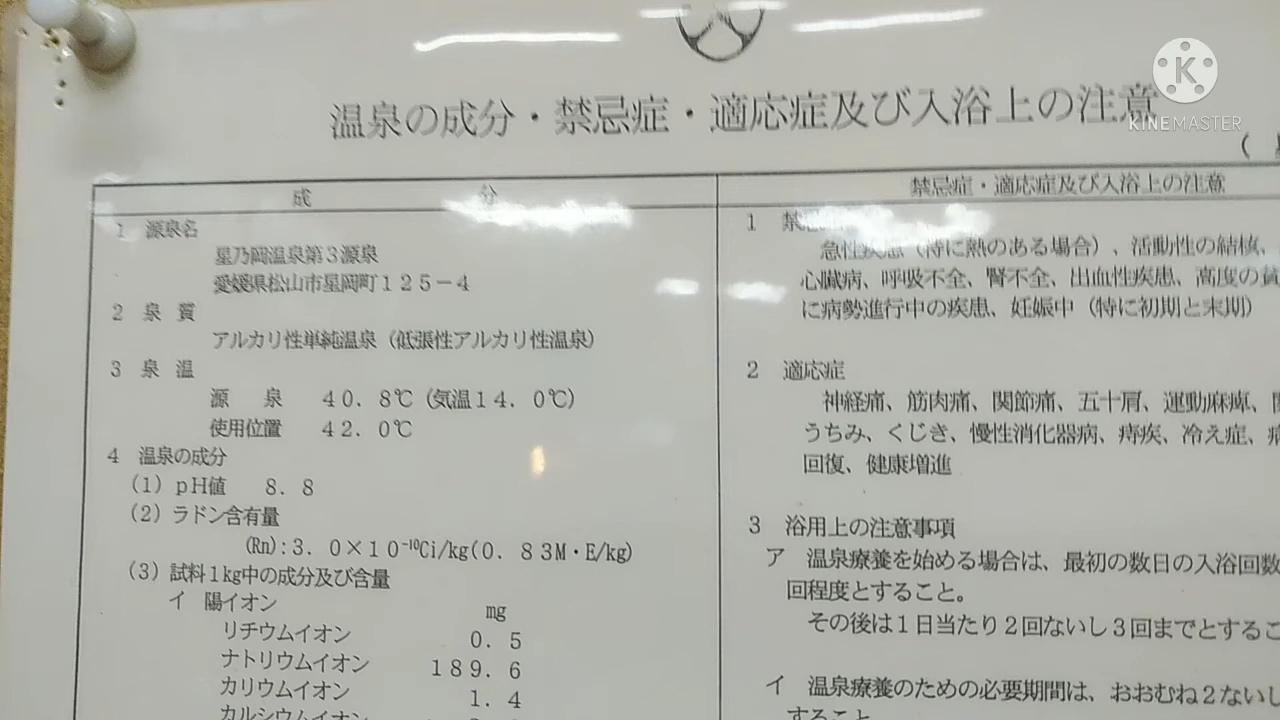 KINEMASTER
温泉の成分・禁忌症・適応症及び入浴上の注意
(
成 分
1 源泉名
星乃岡温泉第3源泉
愛媛県松山市星岡町125-4
2 泉質
アルカリ性単純温泉(低張性アルカリ性温泉)
3 泉温
源泉 40.8℃(気温14.0℃)
使用位置 42.0℃
4 温泉の成分
(1)pH値 8.8
(2)ラドン含有量
(Rn):3.0×10⁻¹⁰Ci/kg(0.83M・E/kg)
(3)試料1kg中の成分及び含量
イ 陽イオン mg
リチウムイオン 0.5
ナトリウムイオン 189.6
カリウムイオン 1.4
カルシウムイオン
禁忌症・適応症及び入浴上の注意
1 禁
急性疾患(特に熱のある場合)、活動性の結核、
心臓病、呼吸不全、腎不全、出血性疾患、高度の貧
に病勢進行中の疾患、妊娠中(特に初期と末期)
2 適応症
神経痛、筋肉痛、関節痛、五十肩、運動麻痺、
うちみ、くじき、慢性消化器病、痔疾、冷え症、
回復、健康増進
3 浴用上の注意事項
ア 温泉療養を始める場合は、最初の数日の入浴回数
回程度とすること。
その後は1日当たり2回ないし3回までとするこ
イ 温泉療養のための必要期間は、おおむね2ないし
すること